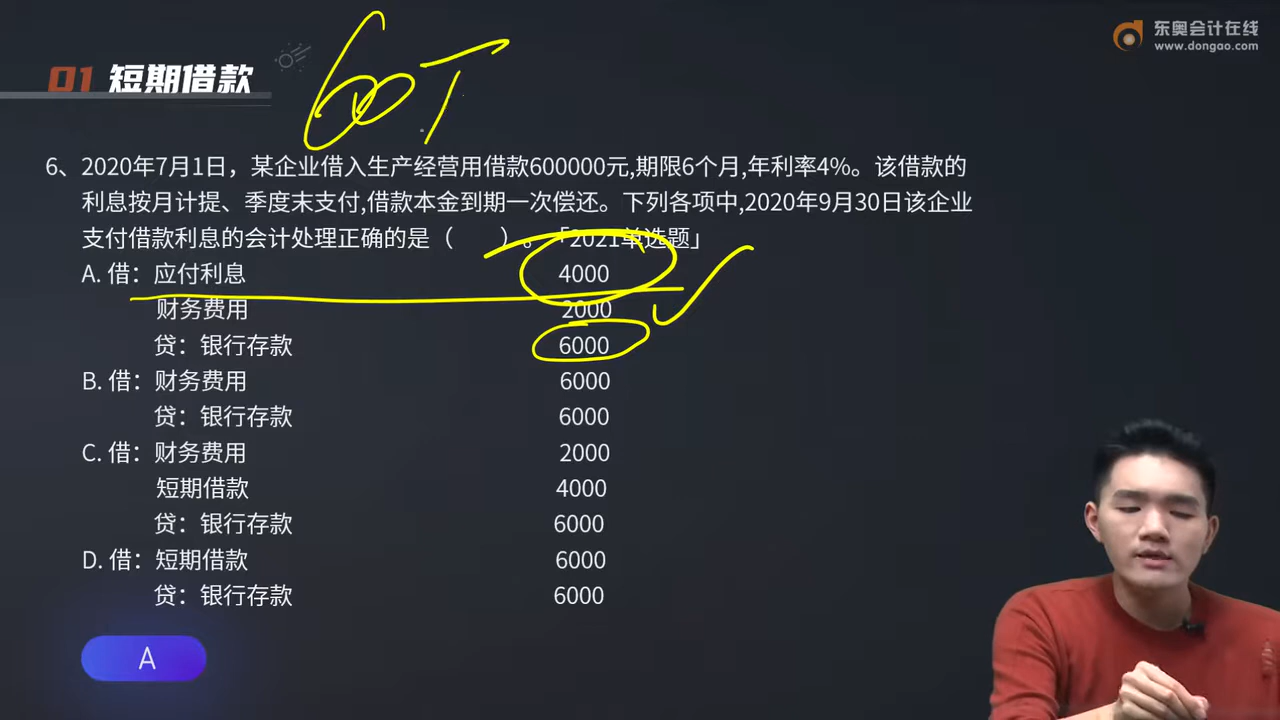 东奥会计在线
www.dongao.com
01 短期借款
60T
6、2020年7月1日，某企业借入生产经营用借款600000元,期限6个月,年利率4%。该借款的
利息按月计提、季度末支付,借款本金到期一次偿还。下列各项中,2020年9月30日该企业
支付借款利息的会计处理正确的是（ ）。「2021单选题」
A. 借：应付利息 4000
财务费用 2000
贷：银行存款 6000
B. 借：财务费用 6000
贷：银行存款 6000
C. 借：财务费用 2000
短期借款 4000
贷：银行存款 6000
D. 借：短期借款 6000
贷：银行存款 6000
A